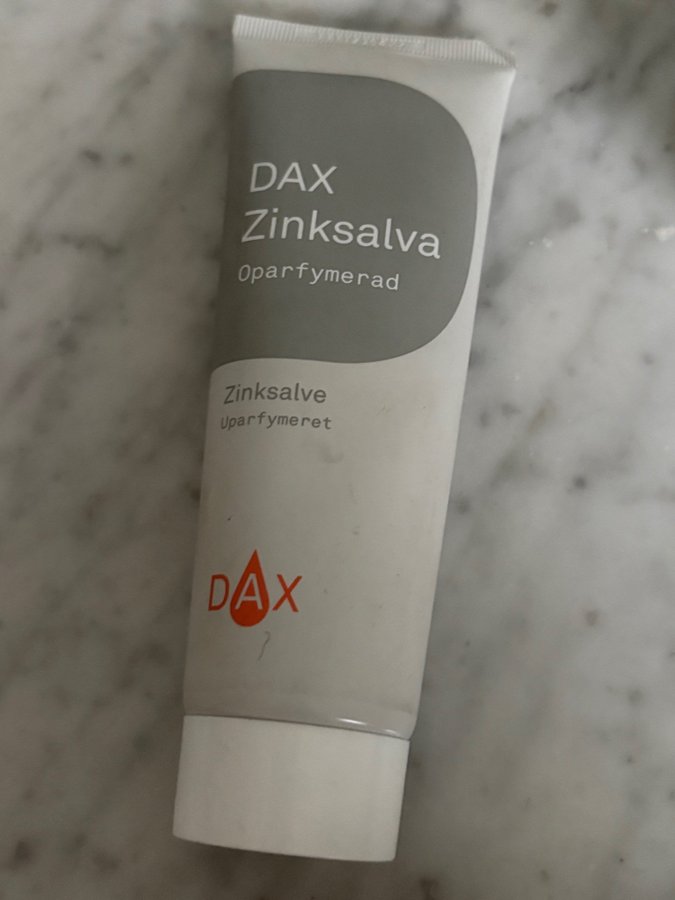 DAX
Zinksalva
Oparfymerad
Zinksalve
Uparfymeret
DAX